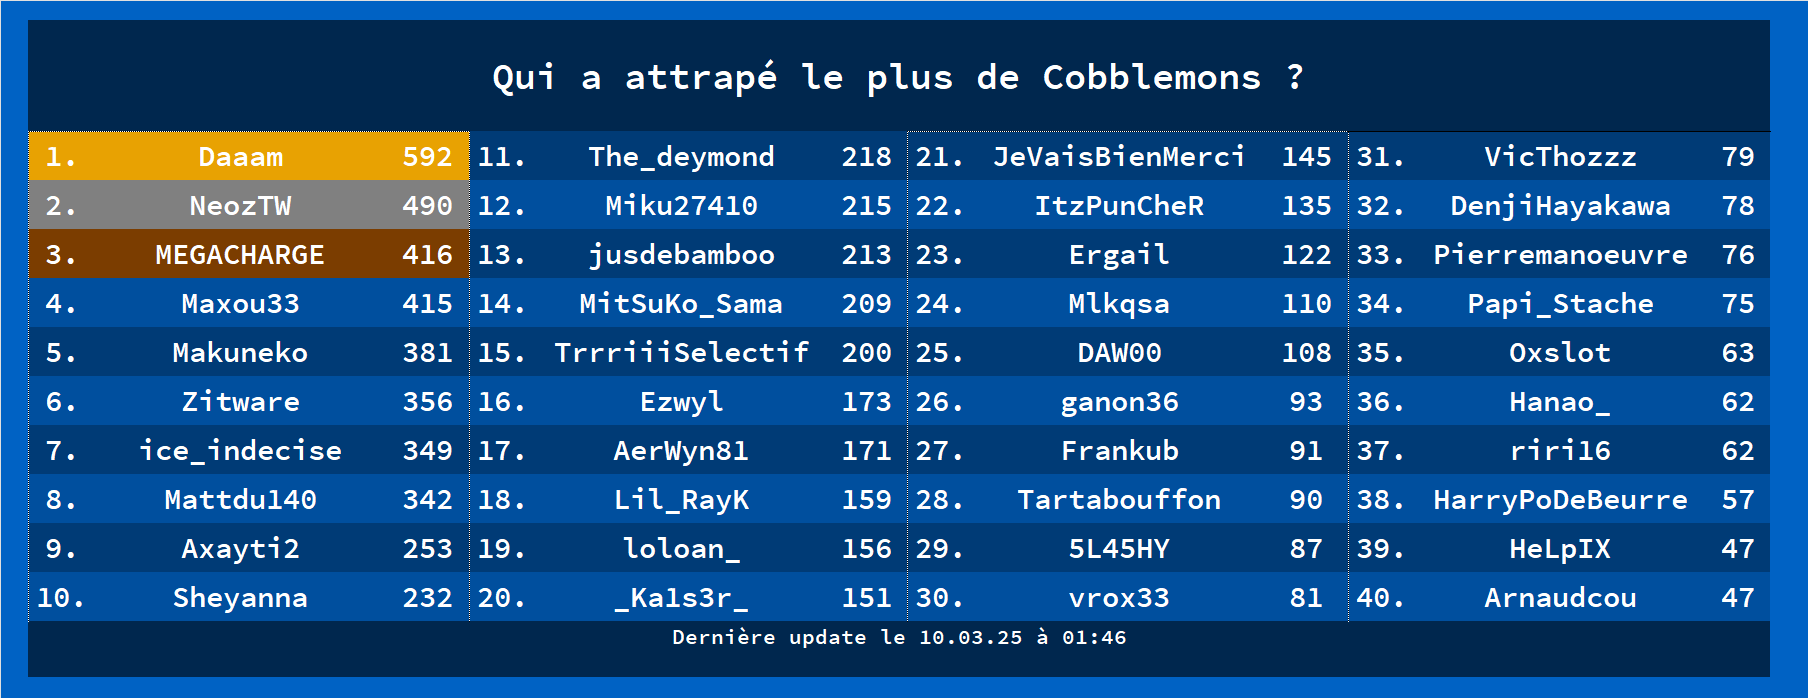 Qui a attrapé le plus de Cobblemons ?
1. Daaam 592
2. NeozTW 490
3. MEGACHARGE 416
4. Maxou33 415
5. Makuneko 381
6. Zitware 356
7. ice_indecise 349
8. Mattdu140 342
9. Axayti2 253
10. Sheyanna 232
11. The_deymond 218
12. Miku27410 215
13. jusdebamboo 213
14. MitSuKo_Sama 209
15. TrrriiiSelectif 200
16. Ezwyl 173
17. AerWyn81 171
18. Lil_RayK 159
19. loloan_ 156
20. _Ka1s3r_ 151
21. JeVaisBienMerci 145
22. ItzPunCheR 135
23. Ergail 122
24. Mlkqsa 110
25. DAW00 108
26. ganon36 93
27. Frankub 91
28. Tartabouffon 90
29. 5L45HY 87
30. vrox33 81
31. VicThozzz 79
32. DenjiHayakawa 78
33. Pierremanoeuvre 76
34. Papi_Stache 75
35. Oxslot 63
36. Hanao_ 62
37. riri16 62
38. HarryPoDeBeurre 57
39. HeLpIX 47
40. Arnaudcou 47
Dernière update le 10.03.25 à 01:46